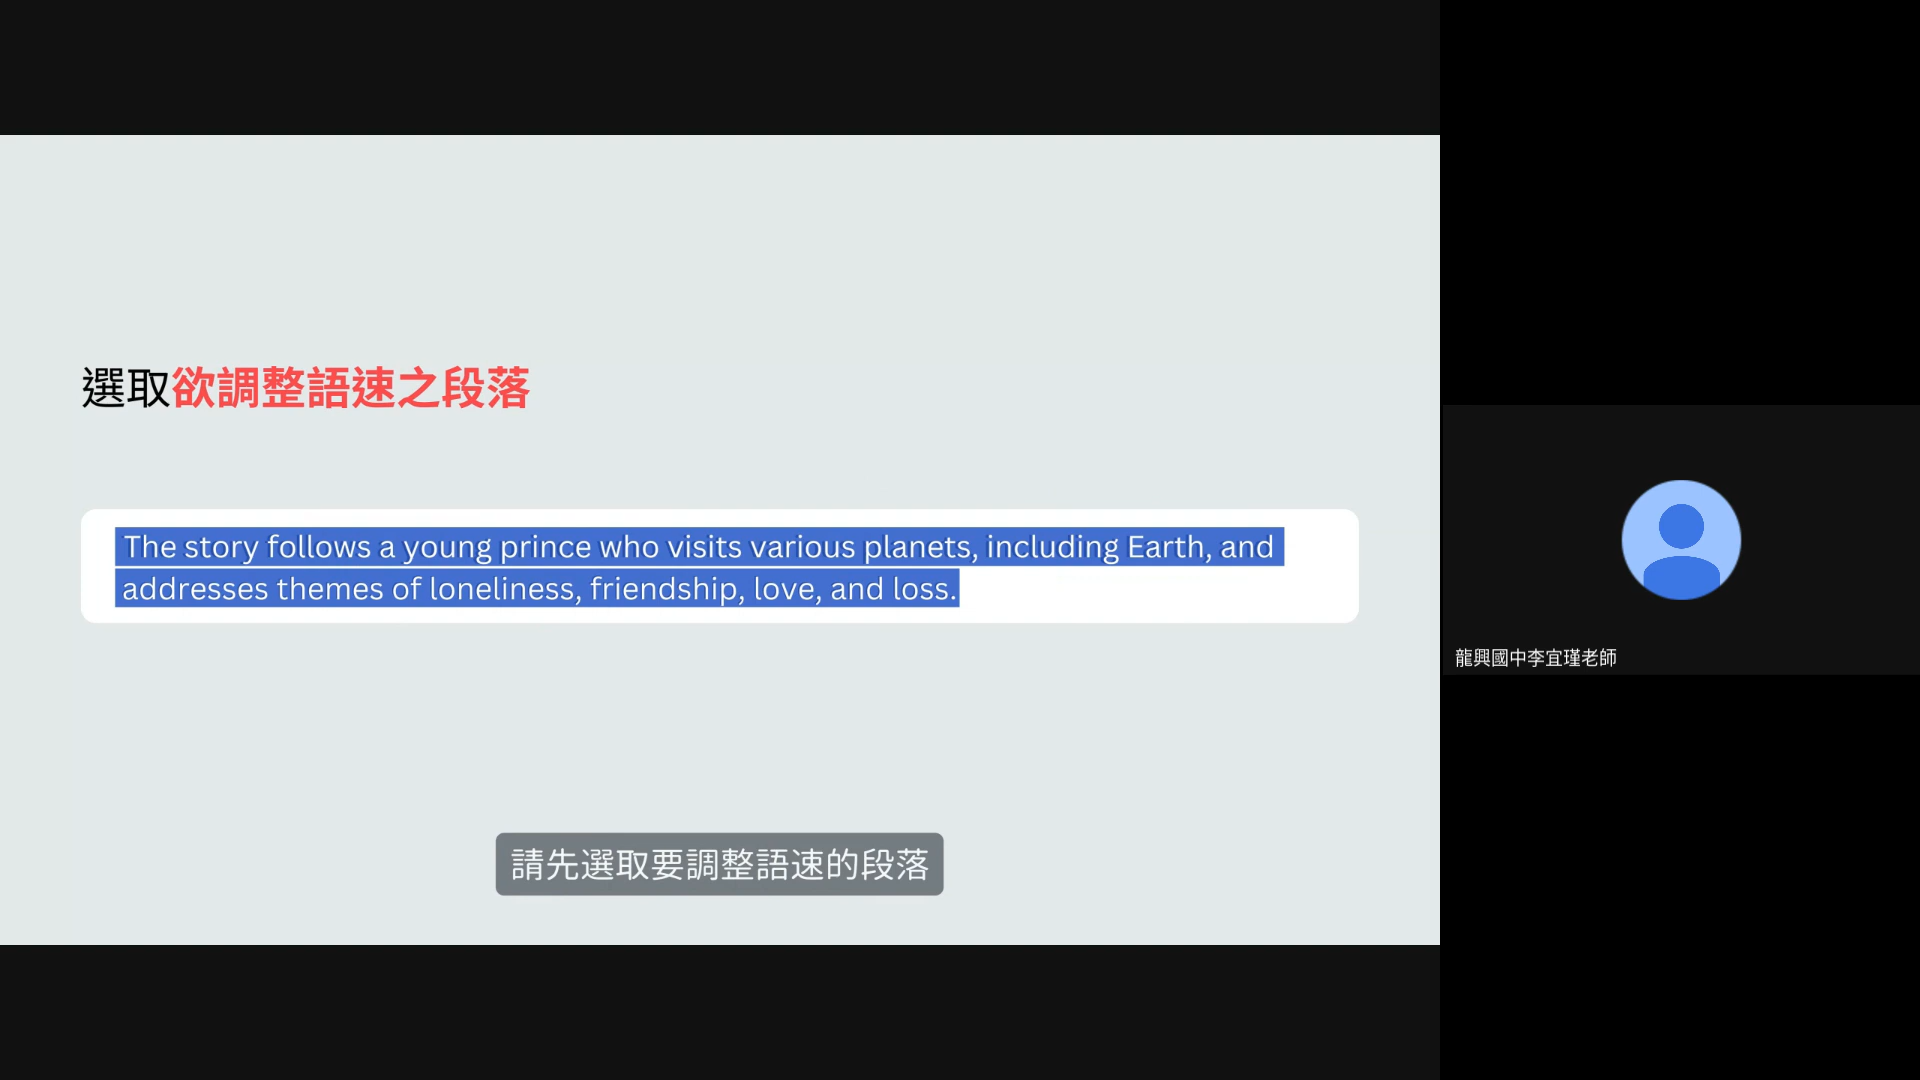 選取欲調整語速之段落
The story follows a young prince who visits various planets, including Earth, and
addresses themes of loneliness, friendship, love, and loss.
請先選取要調整語速的段落
龍興國中李宜瑾老師